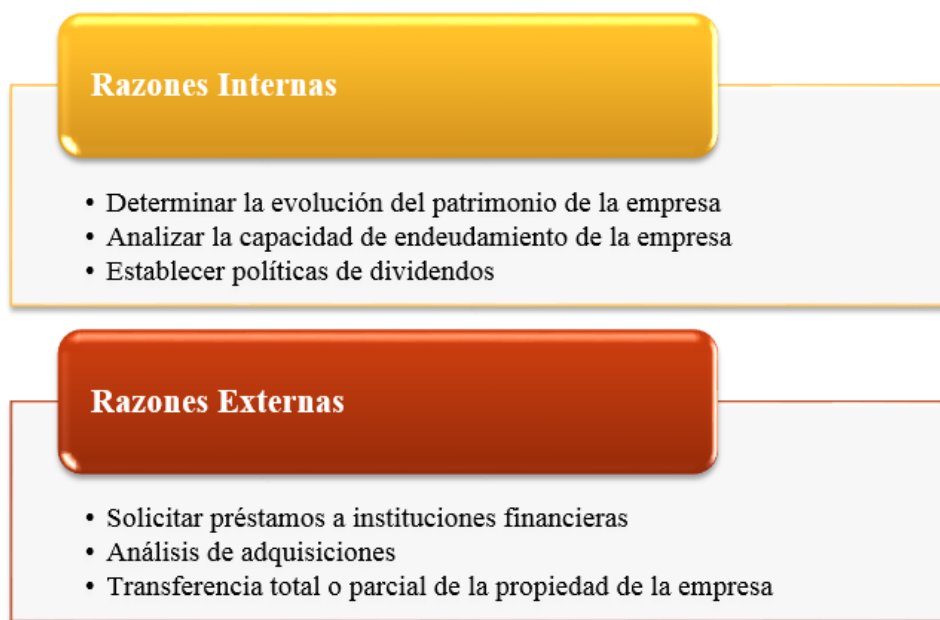 Razones Internas
• Determinar la evolución del patrimonio de la empresa
• Analizar la capacidad de endeudamiento de la empresa
• Establecer políticas de dividendos
Razones Externas
• Solicitar préstamos a instituciones financieras
• Análisis de adquisiciones
• Transferencia total o parcial de la propiedad de la empresa